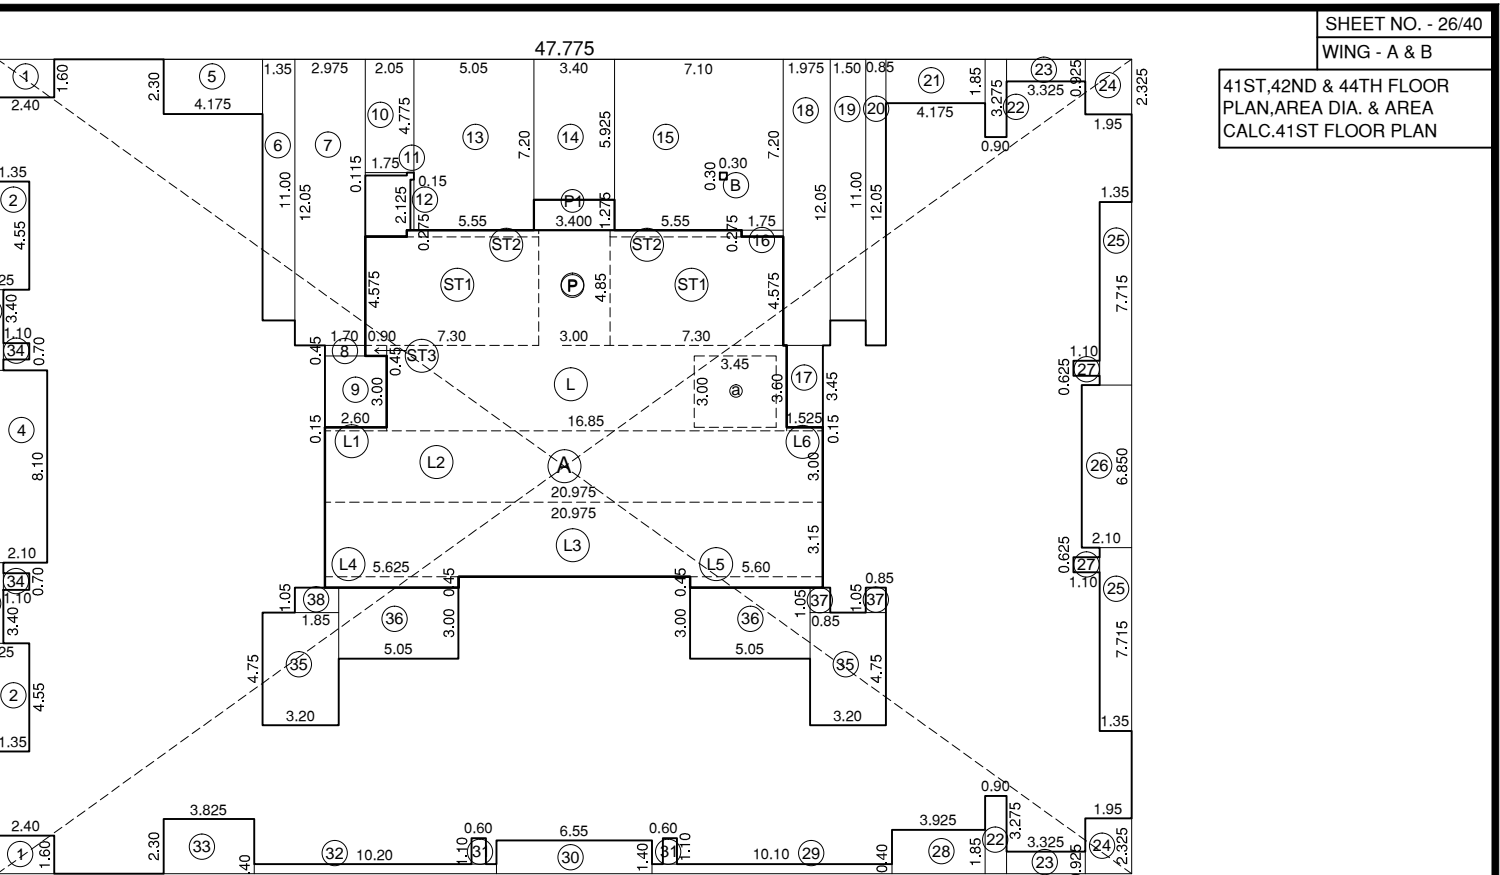 47.775
SHEET NO. - 26/40
WING - A & B
41ST,42ND & 44TH FLOOR
PLAN,AREA DIA. & AREA
CALC.41ST FLOOR PLAN
1 1.60 2.30 5 1.35 2.975 2.05 5.05 3.40 7.10 1.975 1.50 0.85 21 1.85 23 0.925 24 2.325
2.40 4.175 3.275 3.325
10 4.775 18 19 20 4.175 22 1.95
6 7 13 7.20 14 5.925 15 7.20 0.90
0.115 1.75 11 0.30 0.30
1.35 0.15 B 1.35
2 11.00 12.05 2.125 12 P1 1.275 12.05 11.00 12.05
4.55 0.275 5.55 3.400 5.55 0.275 1.75 25
ST2 ST2 16
25 4.575 ST1 P 4.85 ST1 4.575 7.715
3.40
1.10 1.70 0.90 7.30 3.00 7.30 1.10
34 0.70 0.45 8 0.45 ST3 0.625 27
9 3.00 L 3.45 3.00 a 3.60 17 3.45
2.60 16.85 1.525
4 0.15 L1 L6 0.15
8.10 L2 A 3.00 26 6.850
20.975
20.975
2.10 L3 3.15 2.10
34 0.70 L4 5.625 0.45 0.45 L5 5.60 0.625 27
1.10 0.85 1.10
3.40 1.05 38 1.05 37 1.05 37 25
1.85 36 3.00 3.00 36 0.85
25 5.05 5.05 7.715
2 4.55 4.75 35 35 4.75
3.20 3.20 1.35
1.35
0.90
3.825 3.925 3.275 1.95
2.40 0.60 6.55 0.60
1 1.60 2.30 33 .40 32 10.20 1.10 31 30 1.40 31 1.10 10.10 29 0.40 28 1.85 22 3.325 24 2.325
23 .925